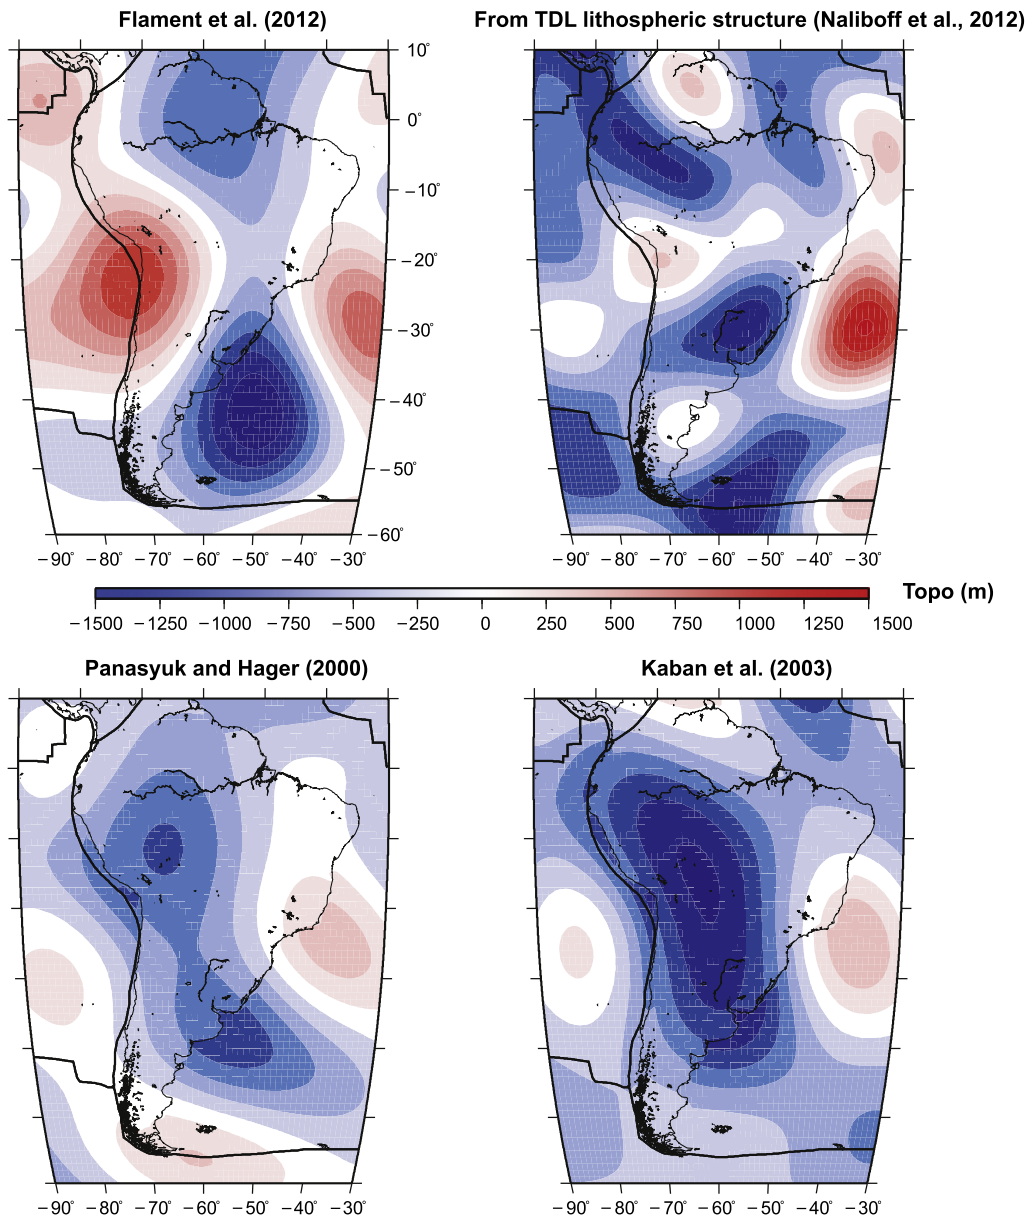 Flament et al. (2012)
From TDL lithospheric structure (Naliboff et al., 2012)
10°
0°
−10°
−20°
−30°
−40°
−50°
−60°
−90° −80° −70° −60° −50° −40° −30°
−90° −80° −70° −60° −50° −40° −30°
Topo (m)
−1500 −1250 −1000 −750 −500 −250 0 250 500 750 1000 1250 1500
Panasyuk and Hager (2000)
Kaban et al. (2003)
−90° −80° −70° −60° −50° −40° −30°
−90° −80° −70° −60° −50° −40° −30°